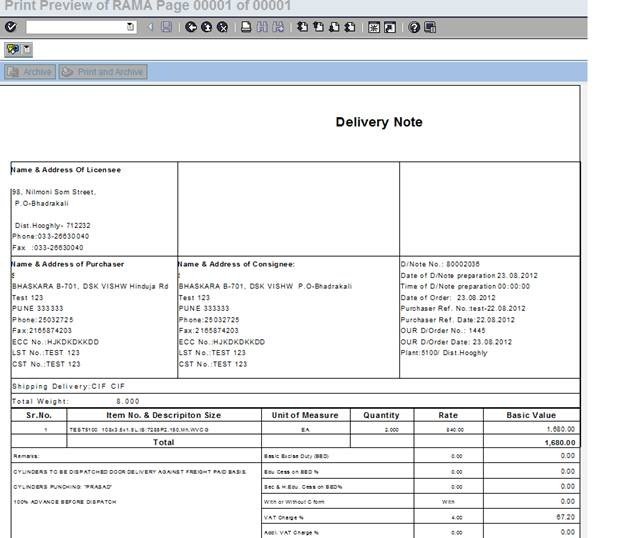 Print Preview of RAMA Page 00001 of 00001
Archive Print and Archive
Delivery Note
Name & Address Of Licensee
98, Nilmoni Som Street,
P.O-Bhadrakali
Dist.Hooghly- 712232
Phone:033-26630040
Fax :033-26630040
Name & Address of Purchaser
BHASKARA B-701, DSK VISHW Hinduja Rd
Test 123
PUNE 333333
Phone:25032725
Fax:2165874203
ECC No.:HJKDKDKKDD
LST No.:TEST 123
CST No.:TEST 123
Name & Address of Consignee:
BHASKARA B-701, DSK VISHW P.O-Bhadrakali
Test 123
PUNE 333333
Phone:25032725
Fax:2165874203
ECC No.:HJKDKDKKDD
LST No.:TEST 123
CST No.:TEST 123
D/Note No.: 80002036
Date of D/Note preparation 23.08.2012
Time of D/Note preparation 00:00:00
Date of Order: 23.08.2012
Purchaser Ref. No.:test-22.08.2012
Purchaser Ref. Date:22.08.2012
OUR D/Order No.: 1445
OUR D/Order Date: 23.08.2012
Plant:5100/ Dist.Hooghly
Shipping Delivery:CIF CIF
Total Weight: 8.000
Sr.No. Item No. & Descripiton Size Unit of Measure Quantity Rate Basic Value
1 TEST5100 EA 2.000 840.00 1,680.00
Total 1,680.00
Remarks: Basic Excise Duty (BED) 0.00 0.00
CYLINDERS TO BE DISPATCHED DOOR DELIVERY AGAINST FREIGHT PAID BASIS. Edu Cess on BED % 0.00 0.00
CYLINDERS PUNCHING: "PRASAD" Sec & H.Edu. Cess on BED% 0.00 0.00
100% ADVANCE BEFORE DISPATCH With or Without C form With 0.00
VAT Charge % 4.00 67.20
Addl. VAT Charge % 0.00 0.00